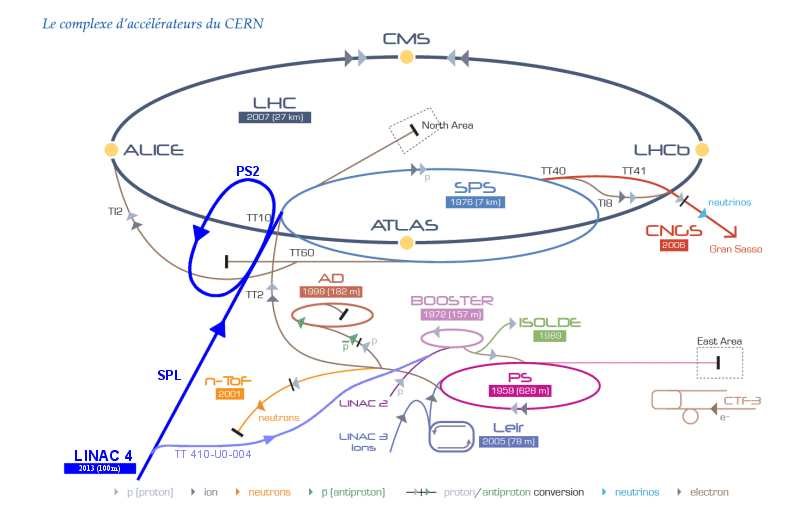 Le complexe d'accélérateurs du CERN
CMS
LHC
2007 (27 km)
North Area
ALICE
LHCb
PS2
TT40
TT41
p
SPS
1976 (7 km)
TI2
TT10
TI8
neutrinos
ATLAS
CNGS
2006
Gran Sasso
TT60
AD
1998 (182 m)
TT2
BOOSTER
1972 (157 m)
ISOLDE
1989
p
p
East Area
SPL
n-ToF
2001
p
PS
1959 (628 m)
LINAC 2
neutrons
CTF3
e-
LINAC 3
Ions
Leir
2005 (78 m)
LINAC 4
2013 (100m)
TT 410-U0-004
p (proton)
ion
neutrons
p (antiproton)
proton/antiproton conversion
neutrinos
electron